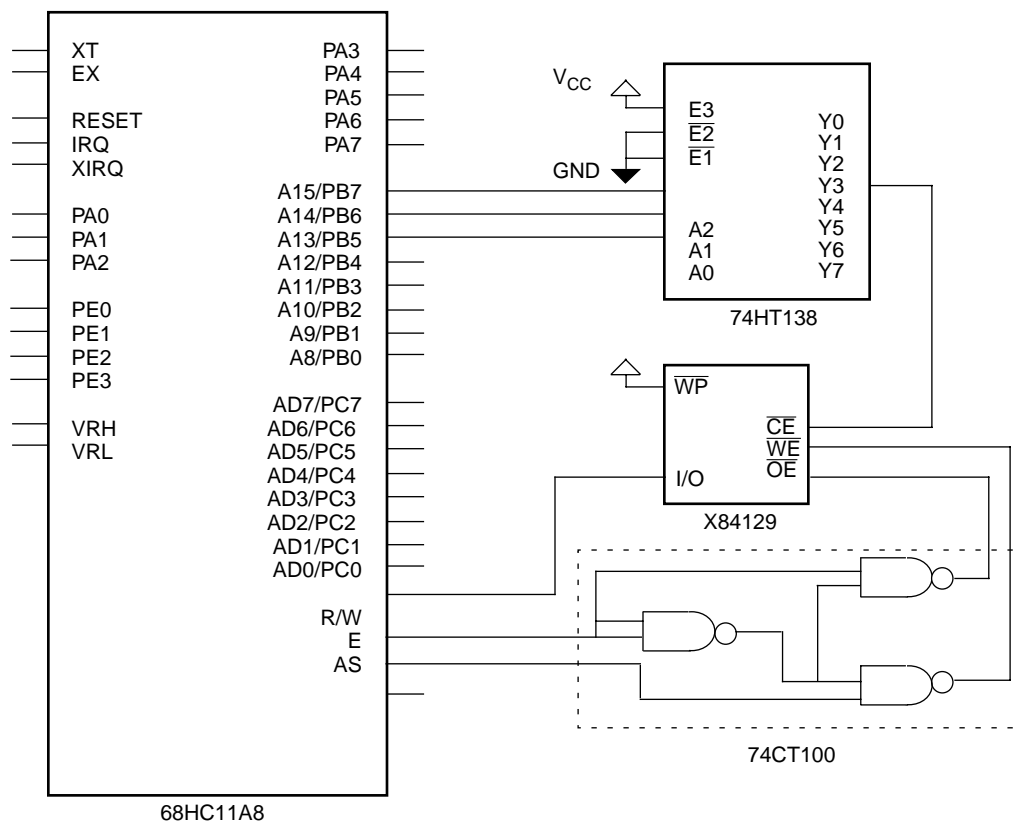 XT
EX
RESET
IRQ
XIRQ
PA0
PA1
PA2
PE0
PE1
PE2
PE3
VRH
VRL
PA3
PA4
PA5
PA6
PA7
A15/PB7
A14/PB6
A13/PB5
A12/PB4
A11/PB3
A10/PB2
A9/PB1
A8/PB0
AD7/PC7
AD6/PC6
AD5/PC5
AD4/PC4
AD3/PC3
AD2/PC2
AD1/PC1
AD0/PC0
R/W
E
AS
68HC11A8
VCC
GND
E3
E2
E1
A2
A1
A0
Y0
Y1
Y2
Y3
Y4
Y5
Y6
Y7
74HT138
WP
I/O
CE
WE
OE
X84129
74CT100